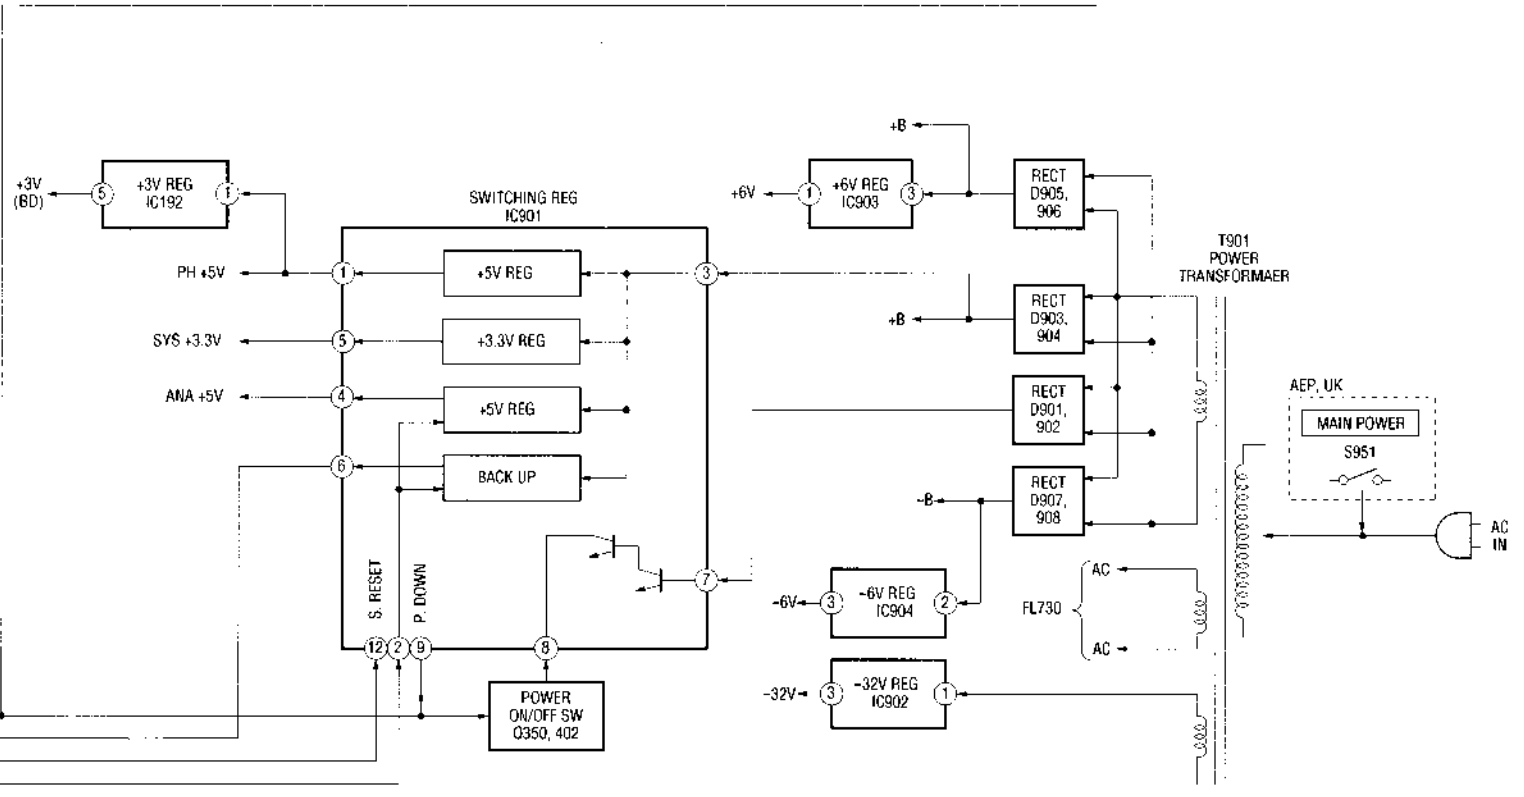 +B
+3V
(BD)
5
+3V REG
IC192
1
SWITCHING REG
IC901
+6V
1
+6V REG
IC903
3
RECT
D905,
906
T901
POWER
TRANSFORMAER
PH +5V
1
+5V REG
3
+B
RECT
D903,
904
SYS +3.3V
5
+3.3V REG
ANA +5V
4
+5V REG
RECT
D901,
902
AEP, UK
MAIN POWER
S951
6
BACK UP
-B
RECT
D907,
908
AC
IN
S. RESET
P. DOWN
7
-6V
3
-6V REG
IC904
2
FL730
AC
AC
12
2
9
8
POWER
ON/OFF SW
Q350, 402
-32V
3
-32V REG
IC902
1